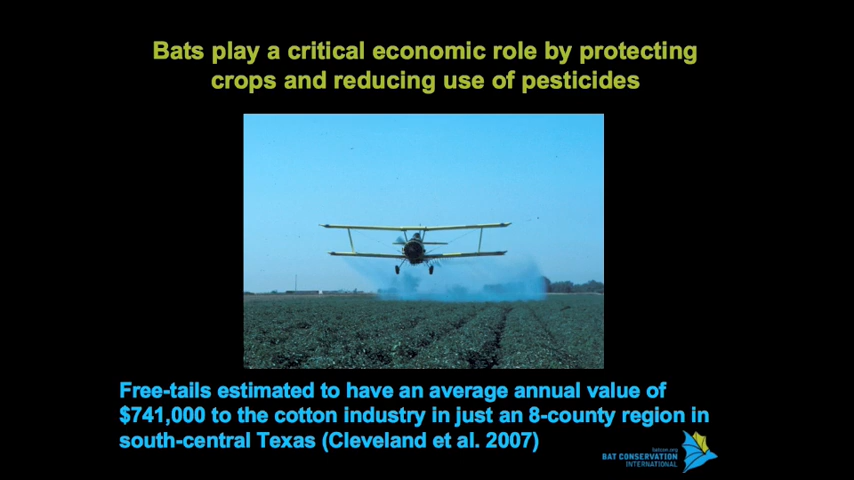 Bats play a critical economic role by protecting
crops and reducing use of pesticides
Free-tails estimated to have an average annual value of
$741,000 to the cotton industry in just an 8-county region in
south-central Texas (Cleveland et al. 2007)
batcon.org
BAT CONSERVATION
INTERNATIONAL